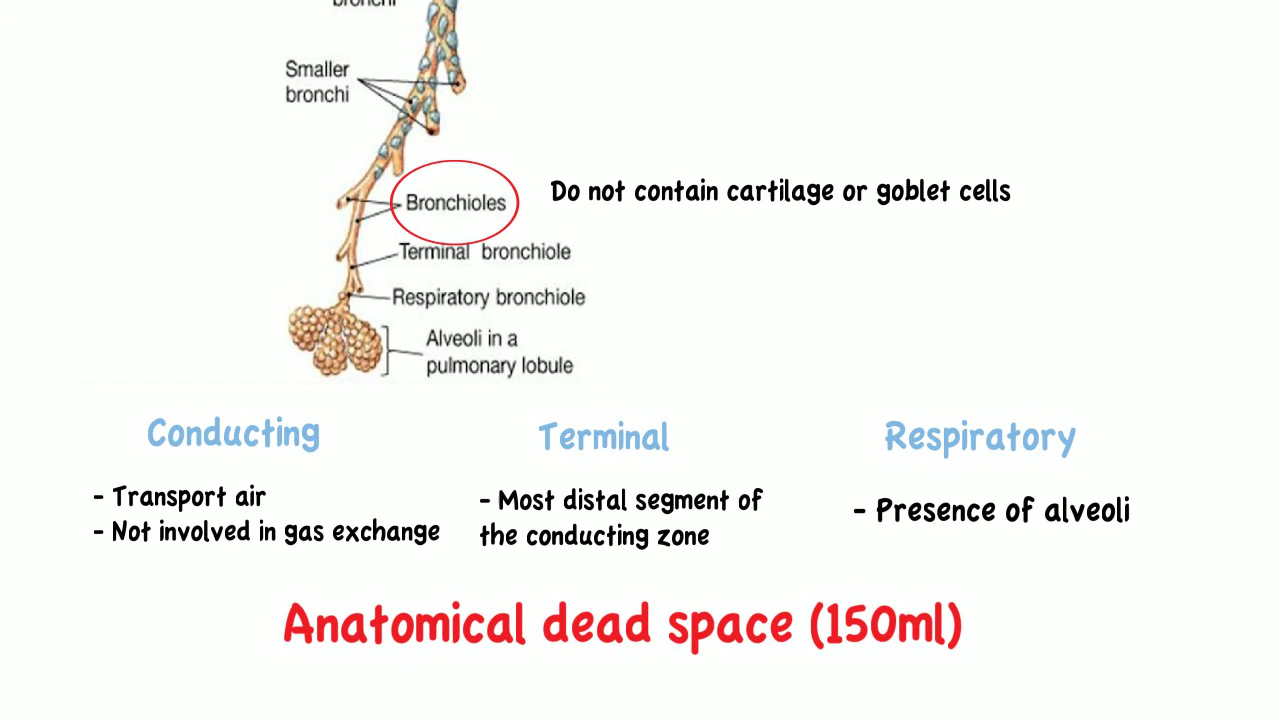 bronchi
Smaller
bronchi
Bronchioles
Do not contain cartilage or goblet cells
Terminal bronchiole
Respiratory bronchiole
Alveoli in a
pulmonary lobule
Conducting
- Transport air
- Not involved in gas exchange
Terminal
- Most distal segment of
the conducting zone
Respiratory
- Presence of alveoli
Anatomical dead space (150ml)